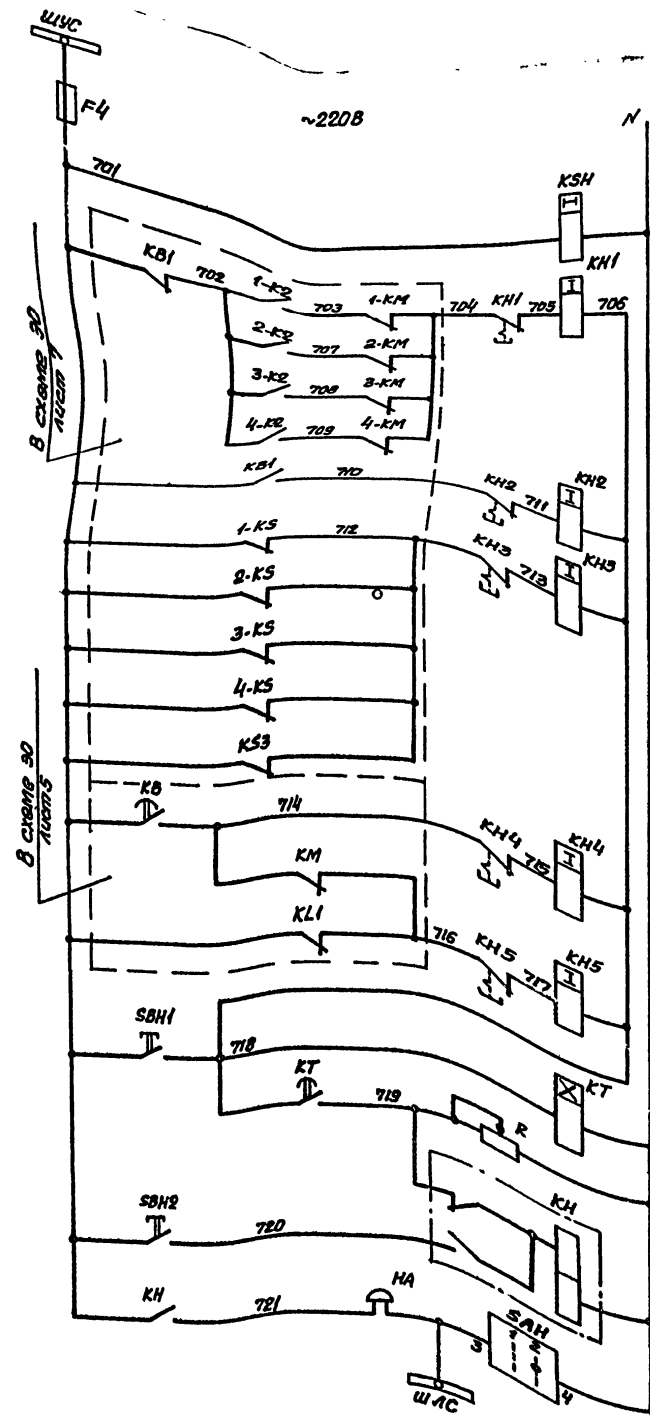 ШУС
F4
~220В
N
701
KSH
KH1
KB1
702
1-K2
703
1-KM
704
KH1
705
706
2-K2
707
2-KM
3-K2
708
3-KM
4-K2
709
4-KM
В схеме ЭО
лист 7
KB1
710
KH2
711
KH2
1-KS
712
KH3
713
KH3
2-KS
3-KS
4-KS
KS3
В схеме ЭО
лист 5
KB
714
KH4
715
KH4
KM
KL1
716
KH5
717
KH5
SBH1
718
KT
KT
719
R
SBH2
720
KH
KH
721
HA
SAH
1 2
3
4
ШЛС